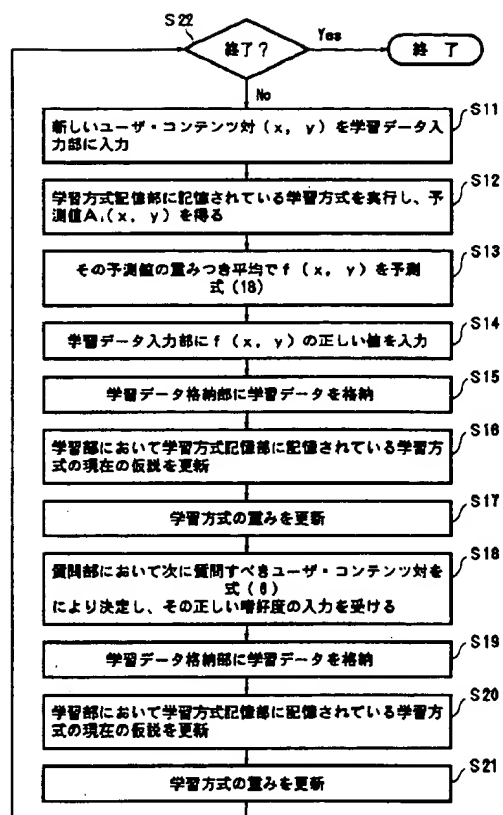 S22
終了?
Yes
終 了
No
S11
新しいユーザ・コンテンツ対(x, y)を学習データ入
力部に入力
S12
学習方式記憶部に記憶されている学習方式を実行し、予
測値Ai(x, y)を得る
S13
その予測値の重みつき平均でf (x, y)を予測
式(18)
S14
学習データ入力部にf (x, y)の正しい値を入力
S15
学習データ格納部に学習データを格納
S16
学習部において学習方式記憶部に記憶されている学習方
式の現在の仮説を更新
S17
学習方式の重みを更新
S18
質問部において次に質問すべきユーザ・コンテンツ対を
式(6)
により決定し、その正しい嗜好度の入力を受ける
S19
学習データ格納部に学習データを格納
S20
学習部において学習方式記憶部に記憶されている学習方
式の現在の仮説を更新
S21
学習方式の重みを更新